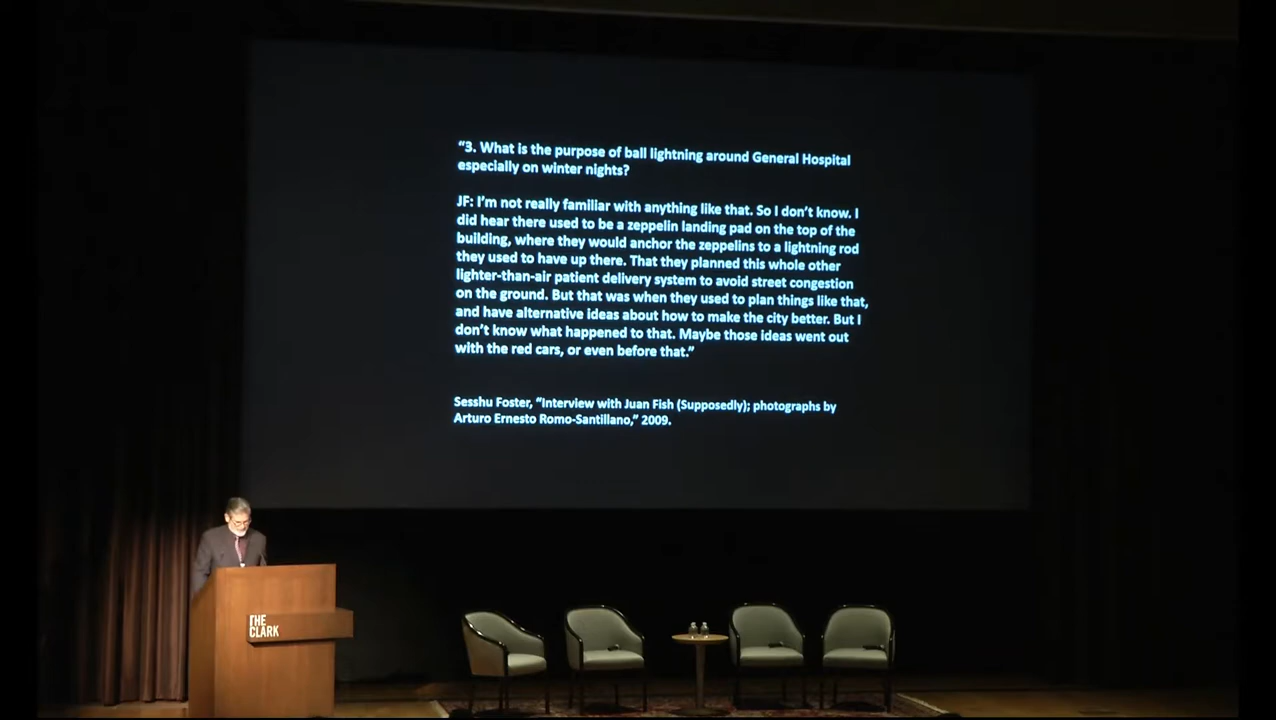 “3. What is the purpose of ball lightning around General Hospital
especially on winter nights?
JF: I’m not really familiar with anything like that. So I don’t know. I
did hear there used to be a zeppelin landing pad on the top of the
building, where they would anchor the zeppelins to a lightning rod
they used to have up there. That they planned this whole other
lighter-than-air patient delivery system to avoid street congestion
on the ground. But that was when they used to plan things like that,
and have alternative ideas about how to make the city better. But I
don’t know what happened to that. Maybe those ideas went out
with the red cars, or even before that.”
Sesshu Foster, “Interview with Juan Fish (Supposedly); photographs by
Arturo Ernesto Romo-Santillano,” 2009.
THE
CLARK